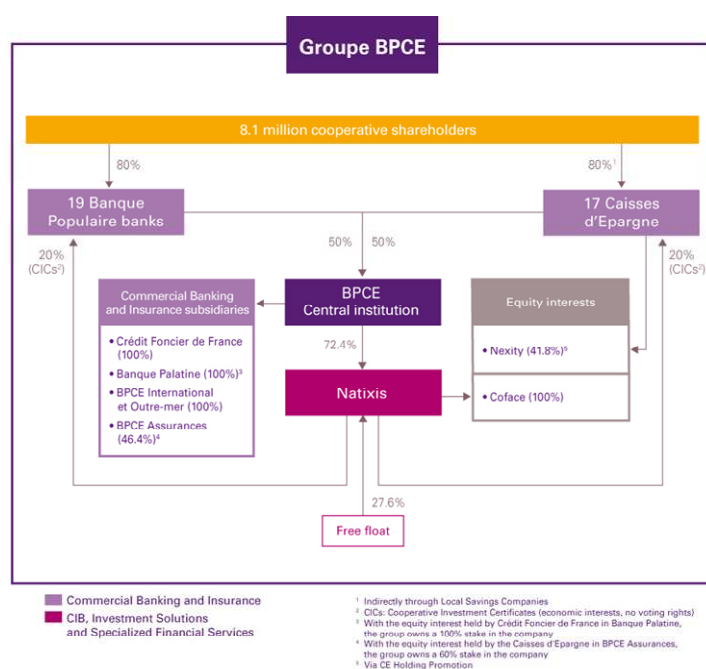 Groupe BPCE
8.1 million cooperative shareholders
80%
80%¹
19 Banque
Populaire banks
17 Caisses
d'Epargne
20%
(CICs²)
50%
50%
20%
(CICs²)
Commercial Banking
and Insurance subsidiaries
• Crédit Foncier de France
(100%)
• Banque Palatine (100%)³
• BPCE International
et Outre-mer (100%)
• BPCE Assurances
(46.4%)⁴
BPCE
Central institution
72.4%
Natixis
Equity interests
• Nexity (41.8%)⁵
• Coface (100%)
27.6%
Free float
Commercial Banking and Insurance
CIB, Investment Solutions
and Specialized Financial Services
¹ Indirectly through Local Savings Companies
² CICs: Cooperative Investment Certificates (economic interests, no voting rights)
³ With the equity interest held by Crédit Foncier de France in Banque Palatine,
the group owns a 100% stake in the company
⁴ With the equity interest held by the Caisses d'Epargne in BPCE Assurances,
the group owns a 60% stake in the company
⁵ Via CE Holding Promotion